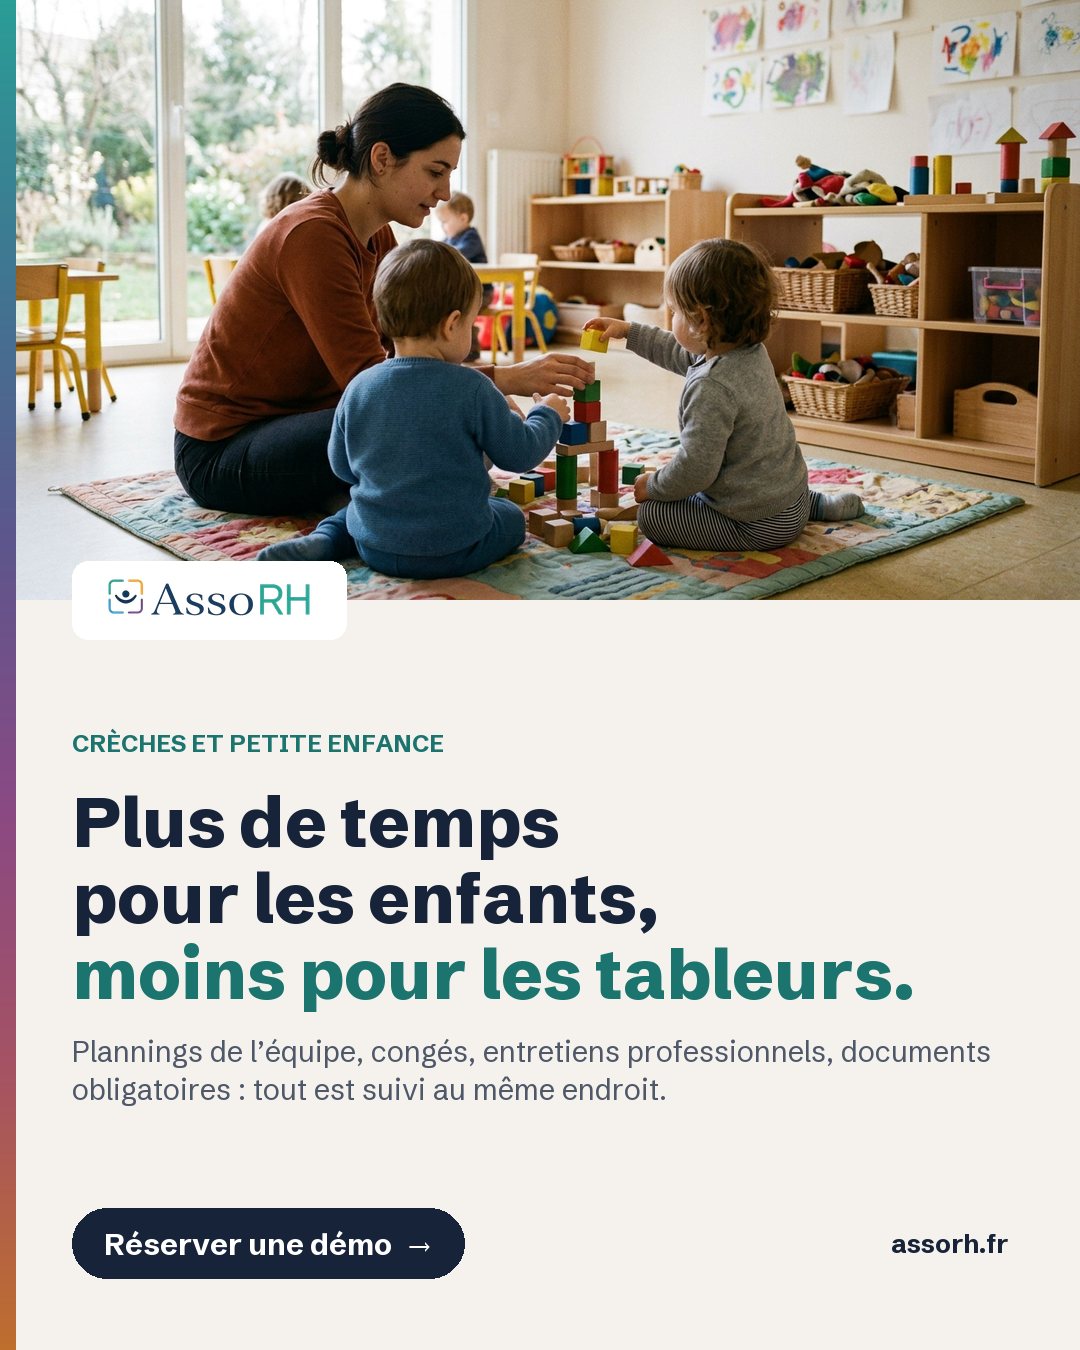 AssoRH
CRÈCHES ET PETITE ENFANCE
Plus de temps
pour les enfants,
moins pour les tableurs.
Plannings de l’équipe, congés, entretiens professionnels, documents
obligatoires : tout est suivi au même endroit.
Réserver une démo →
assorh.fr